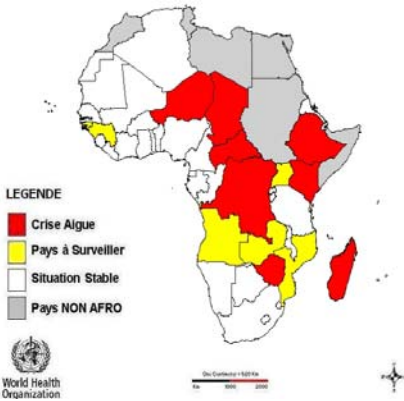 LEGENDE
Crise Aigue
Pays à Surveiller
Situation Stable
Pays NON AFRO
World Health
Organization